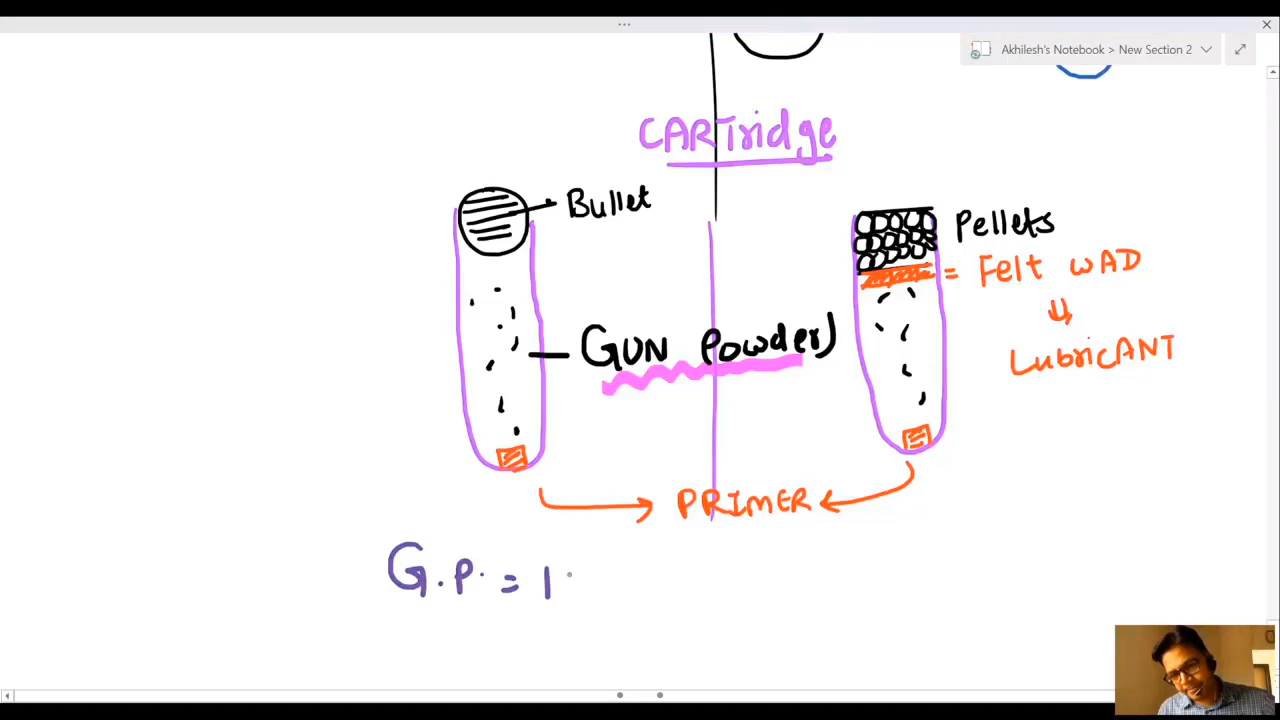 Akhilesh's Notebook > New Section 2
CARTridge
Bullet
Pellets
= Felt WAD
GUN Powder)
LubricANT
PRIMER
G.P. = 1